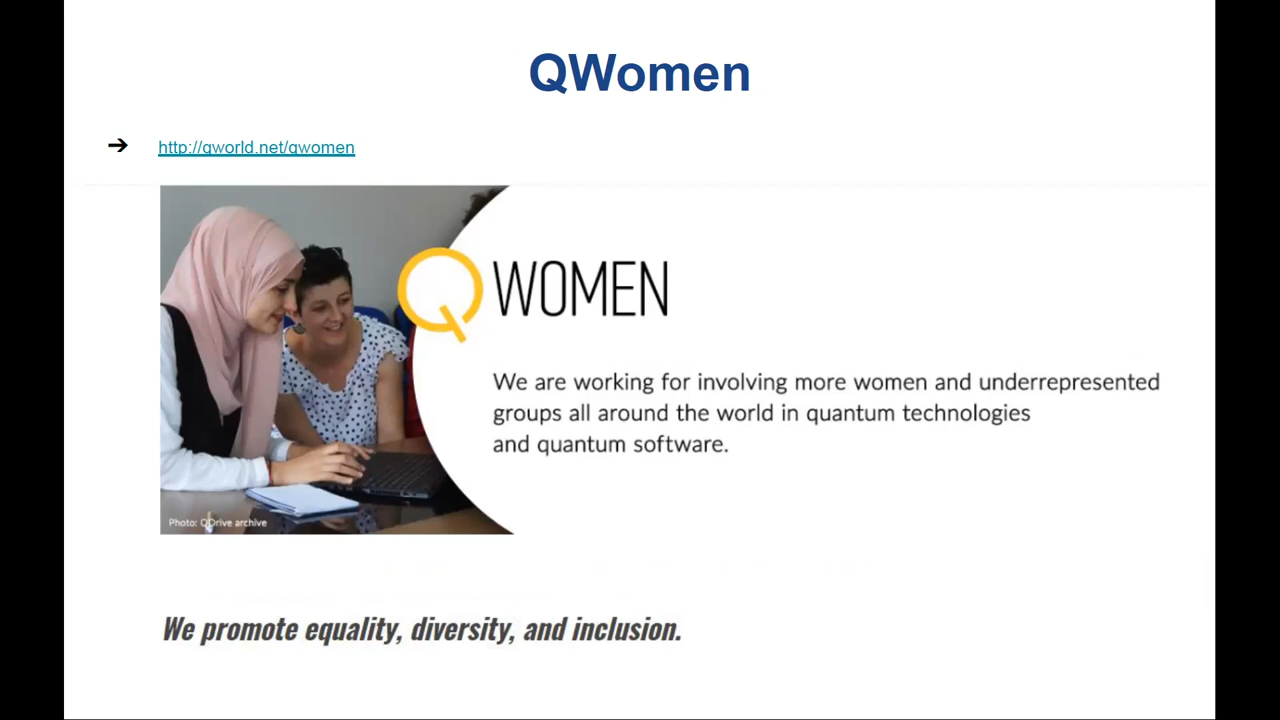 QWomen
➔ http://qworld.net/qwomen
QWOMEN
We are working for involving more women and underrepresented
groups all around the world in quantum technologies
and quantum software.
Photo: QDrive archive
We promote equality, diversity, and inclusion.